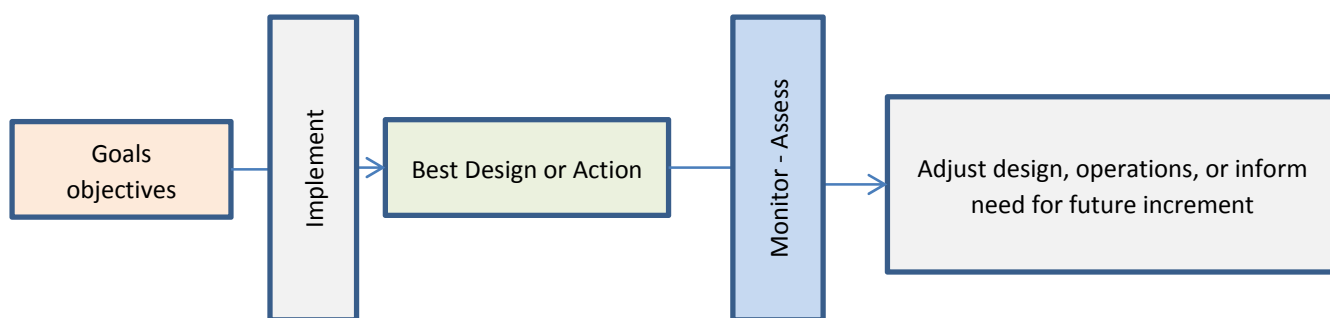 Goals
objectives
Implement
Best Design or Action
Monitor - Assess
Adjust design, operations, or inform
need for future increment